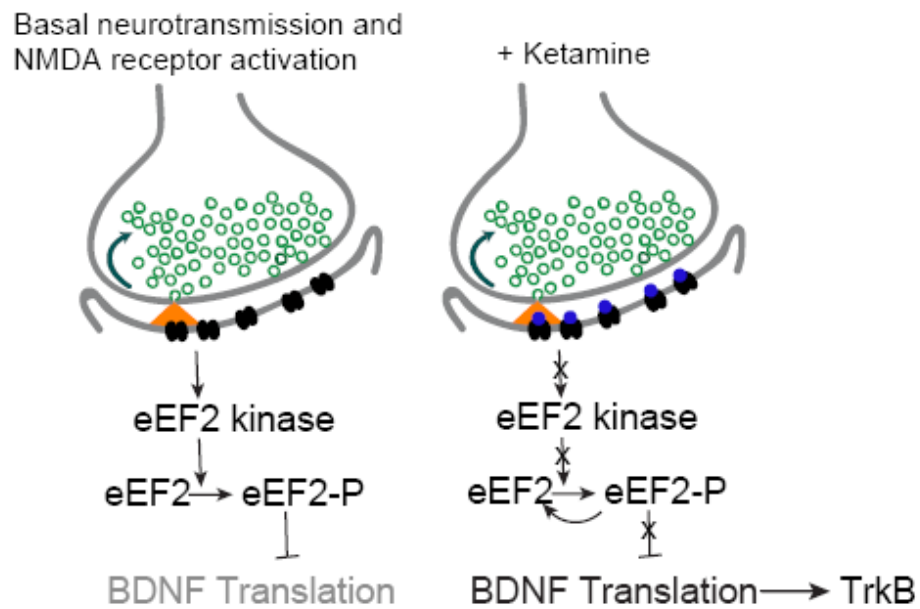 Basal neurotransmission and
NMDA receptor activation
+ Ketamine
eEF2 kinase
eEF2 eEF2-P
BDNF Translation
x
eEF2 kinase
x
eEF2 eEF2-P
x
BDNF Translation TrkB